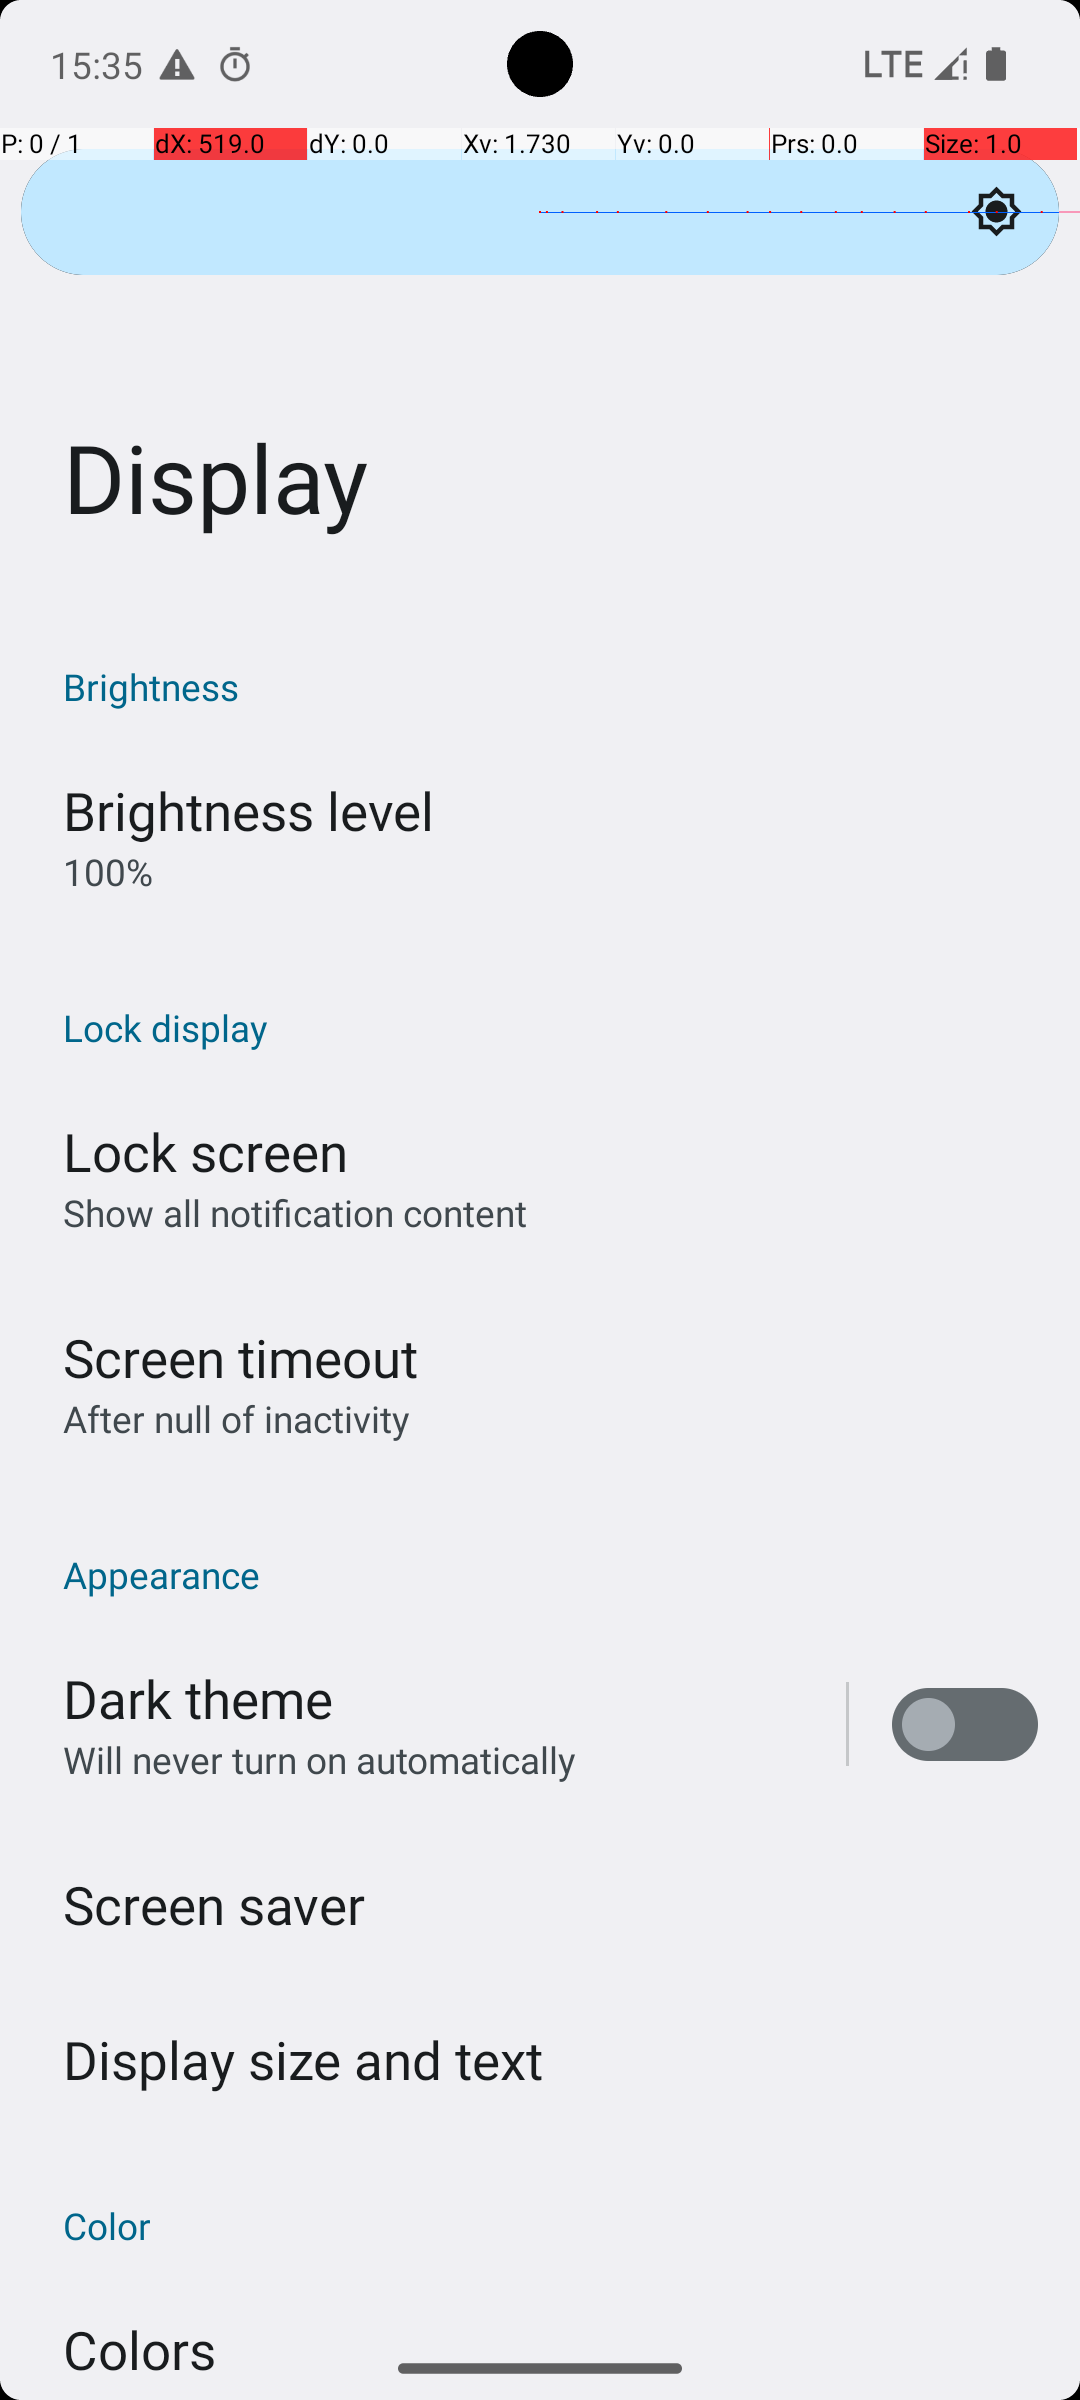 15:35
LTE
P: 0 / 1 dX: 519.0 dY: 0.0 Xv: 1.730 Yv: 0.0 Prs: 0.0 Size: 1.0
Display
Brightness
Brightness level
100%
Lock display
Lock screen
Show all notification content
Screen timeout
After null of inactivity
Appearance
Dark theme
Will never turn on automatically
Screen saver
Display size and text
Color
Colors